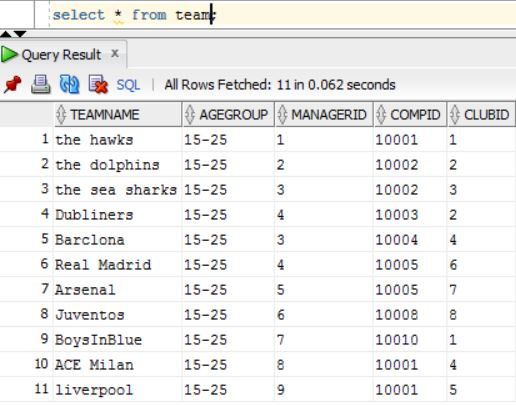 select * from team;
Query Result x
SQL | All Rows Fetched: 11 in 0.062 seconds
TEAMNAME AGEGROUP MANAGERID COMPID CLUBID
1 the hawks 15-25 1 10001 1
2 the dolphins 15-25 2 10002 2
3 the sea sharks 15-25 3 10002 3
4 Dubliners 15-25 4 10003 2
5 Barclona 15-25 3 10004 4
6 Real Madrid 15-25 4 10005 6
7 Arsenal 15-25 5 10005 7
8 Juventos 15-25 6 10008 8
9 BoysInBlue 15-25 7 10010 1
10 ACE Milan 15-25 8 10001 4
11 liverpool 15-25 9 10001 5